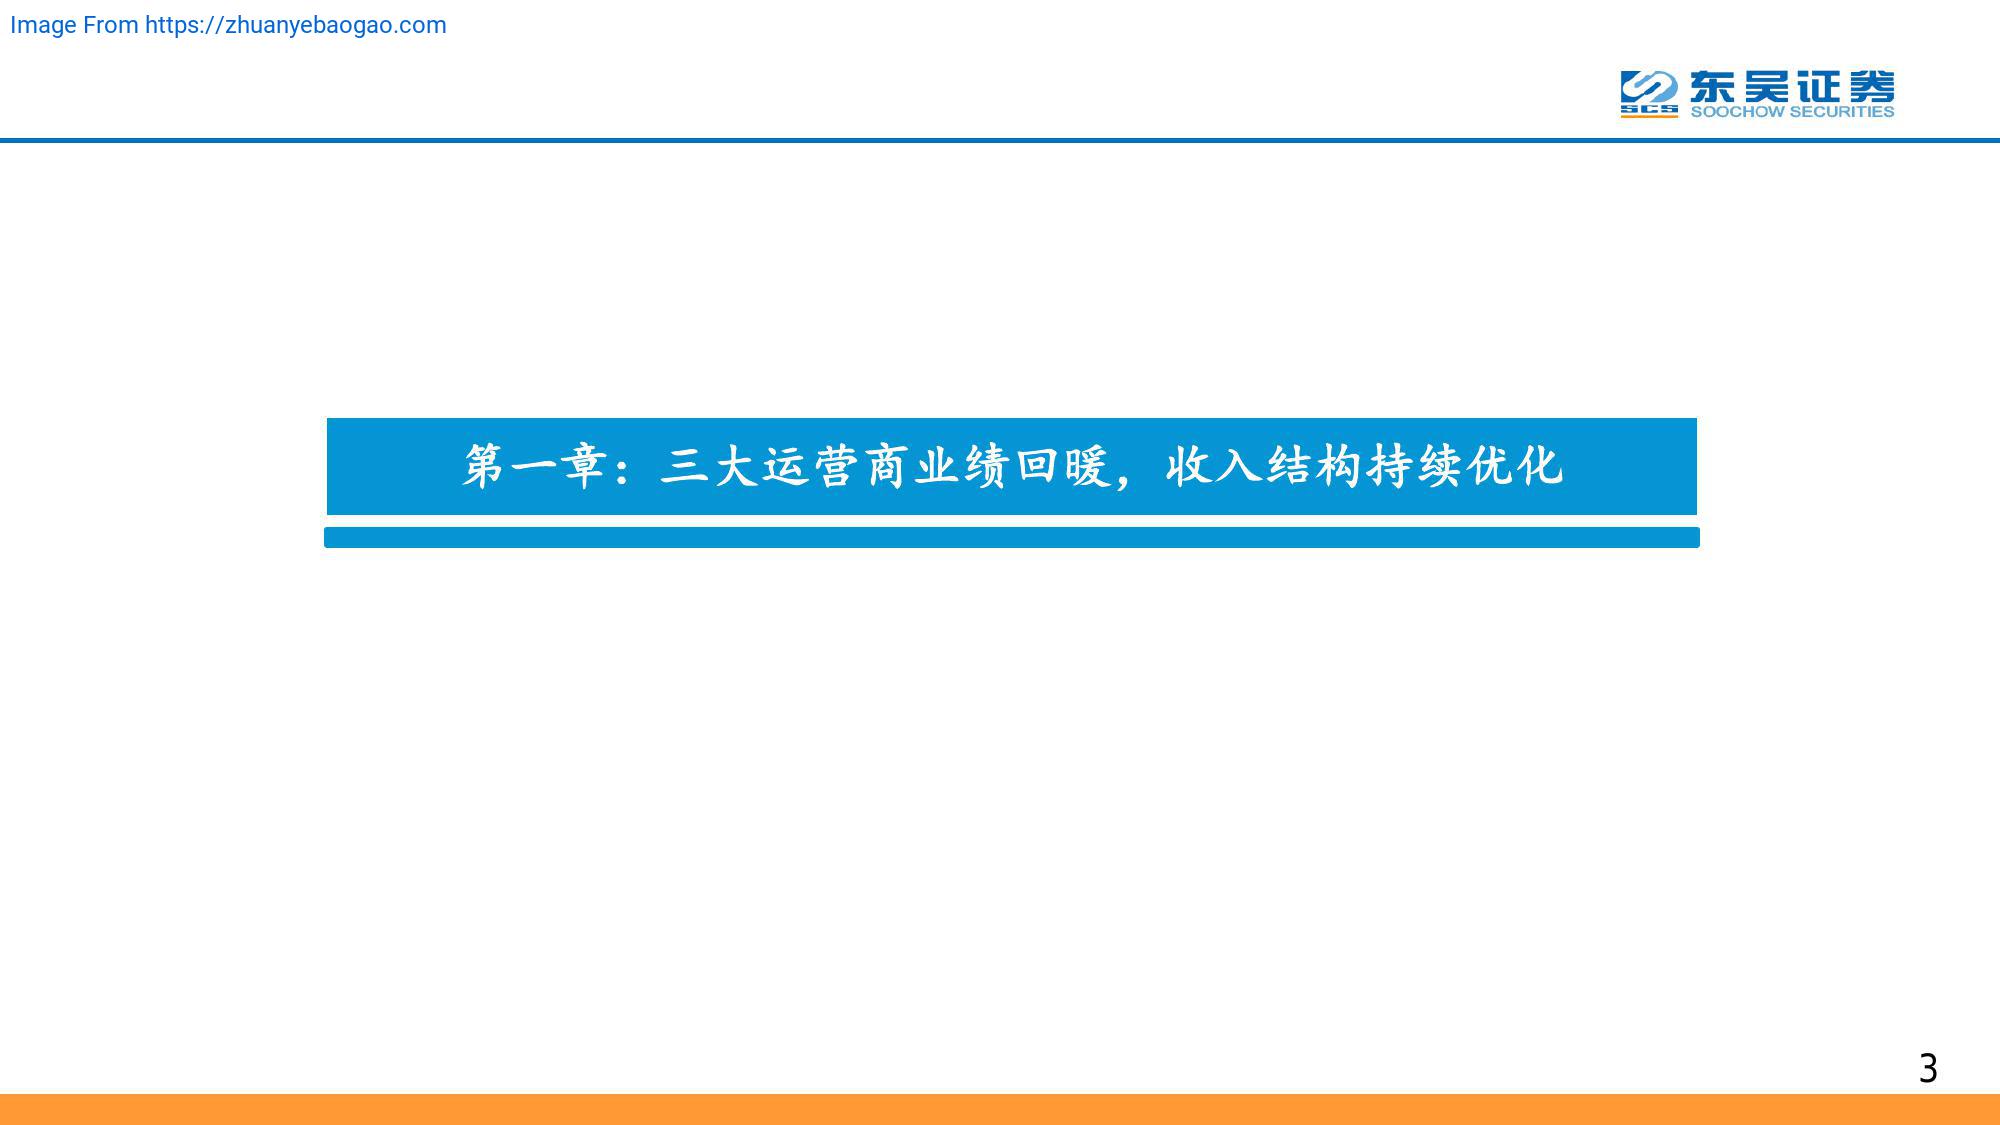 Image From https://zhuanyebaogao.com
SCS
东吴证券
SOOCHOW SECURITIES
第一章：三大运营商业绩回暖，收入结构持续优化
3